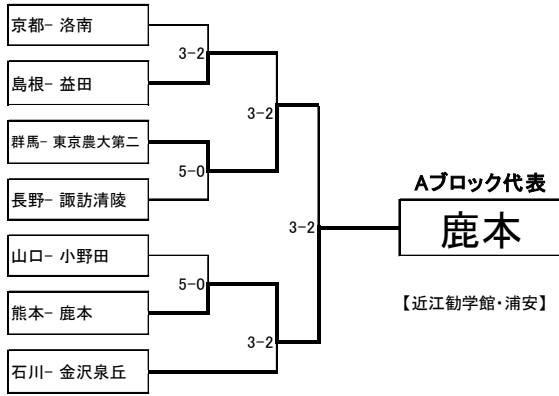 京都- 洛南
3-2
島根- 益田
3-2
群馬- 東京農大第二
5-0
長野- 諏訪清陵
Aブロック代表
鹿本
3-2
山口- 小野田
5-0
熊本- 鹿本
【近江勧学館・浦安】
3-2
石川- 金沢泉丘